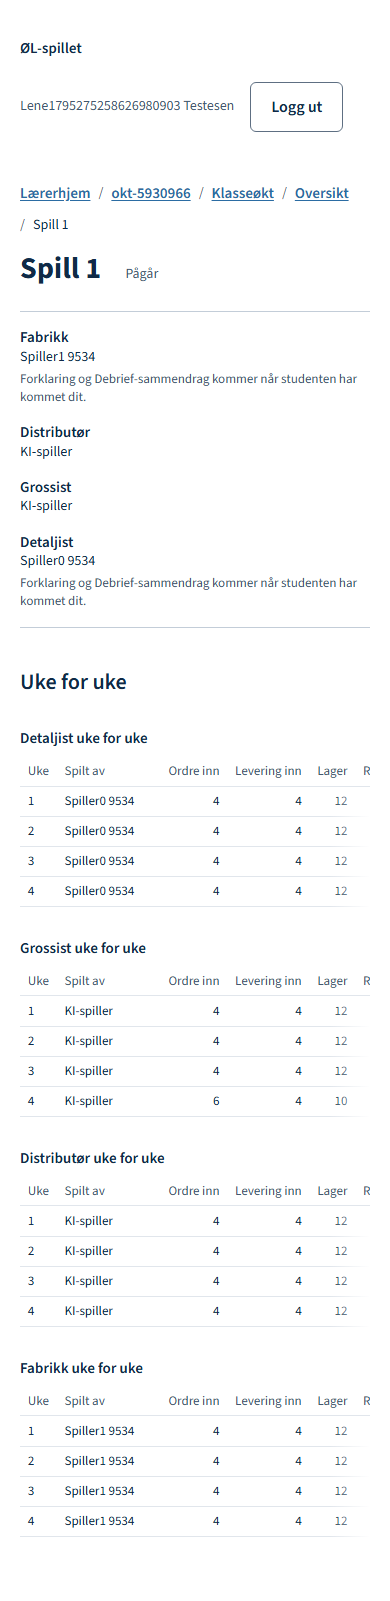 ØL-spillet
Lene1795275258626980903 Testesen Logg ut
Lærerhjem / okt-5930966 / Klasseøkt / Oversikt
/ Spill 1
Spill 1 Pågår
Fabrikk
Spiller1 9534
Forklaring og Debrief-sammendrag kommer når studenten har
kommet dit.
Distributør
KI-spiller
Grossist
KI-spiller
Detaljist
Spiller0 9534
Forklaring og Debrief-sammendrag kommer når studenten har
kommet dit.
Uke for uke
Detaljist uke for uke
Uke Spilt av Ordre inn Levering inn Lager R
1 Spiller0 9534 4 4 12
2 Spiller0 9534 4 4 12
3 Spiller0 9534 4 4 12
4 Spiller0 9534 4 4 12
Grossist uke for uke
Uke Spilt av Ordre inn Levering inn Lager R
1 KI-spiller 4 4 12
2 KI-spiller 4 4 12
3 KI-spiller 4 4 12
4 KI-spiller 6 4 10
Distributør uke for uke
Uke Spilt av Ordre inn Levering inn Lager R
1 KI-spiller 4 4 12
2 KI-spiller 4 4 12
3 KI-spiller 4 4 12
4 KI-spiller 4 4 12
Fabrikk uke for uke
Uke Spilt av Ordre inn Levering inn Lager R
1 Spiller1 9534 4 4 12
2 Spiller1 9534 4 4 12
3 Spiller1 9534 4 4 12
4 Spiller1 9534 4 4 12